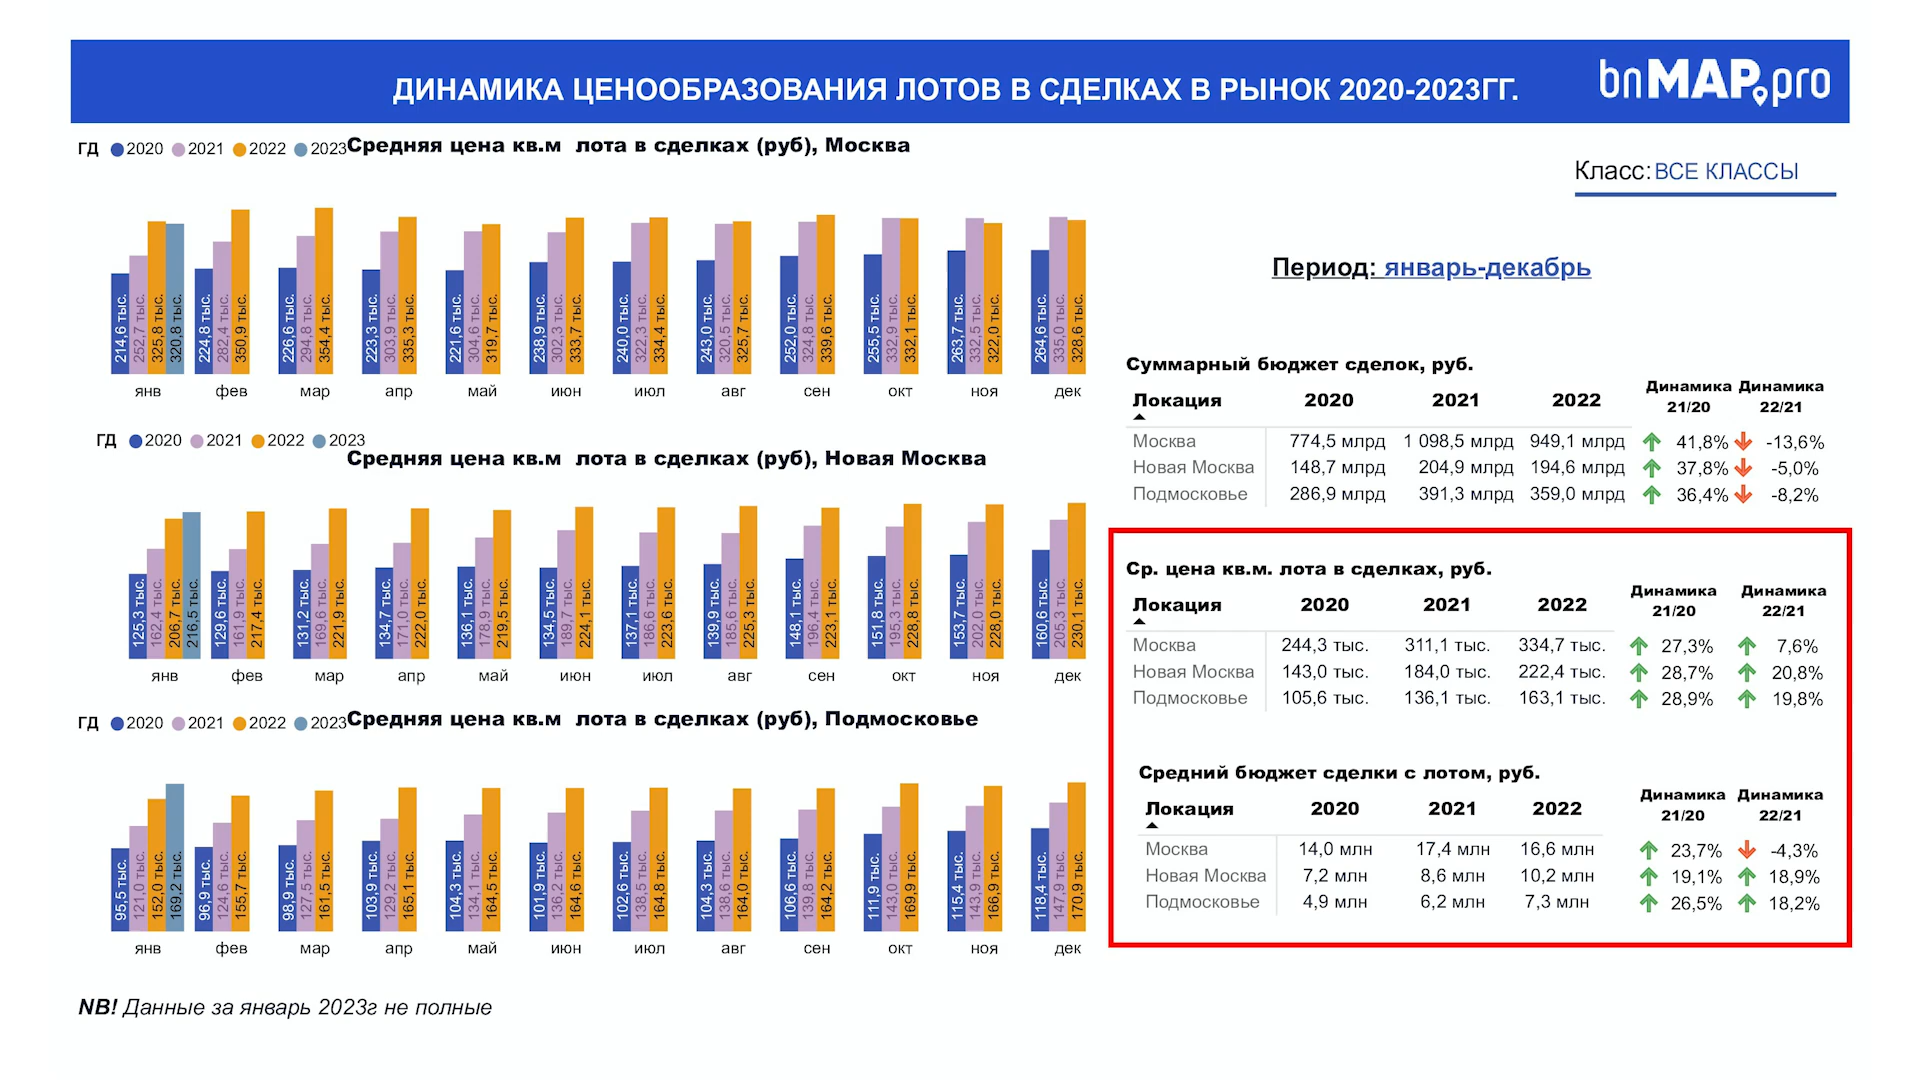 ДИНАМИКА ЦЕНООБРАЗОВАНИЯ ЛОТОВ В СДЕЛКАХ В РЫНОК 2020-2023ГГ.
bnMAP.pro
ГД 2020 2021 2022 2023
Средняя цена кв.м лота в сделках (руб), Москва
214,6 тыс. 252,7 тыс. 325,8 тыс. 320,8 тыс.
224,8 тыс. 282,4 тыс. 350,9 тыс.
226,6 тыс. 294,8 тыс. 354,4 тыс.
223,3 тыс. 303,9 тыс. 335,3 тыс.
221,6 тыс. 304,6 тыс. 319,7 тыс.
238,9 тыс. 302,3 тыс. 333,7 тыс.
240,0 тыс. 322,3 тыс. 334,4 тыс.
243,0 тыс. 320,5 тыс. 325,7 тыс.
252,0 тыс. 324,8 тыс. 339,6 тыс.
255,5 тыс. 332,9 тыс. 332,1 тыс.
263,7 тыс. 332,5 тыс. 322,0 тыс.
264,6 тыс. 335,0 тыс. 328,6 тыс.
янв фев мар апр май июн июл авг сен окт ноя дек
ГД 2020 2021 2022 2023
Средняя цена кв.м лота в сделках (руб), Новая Москва
125,3 тыс. 162,4 тыс. 206,7 тыс. 216,5 тыс.
129,6 тыс. 161,9 тыс. 217,4 тыс.
131,2 тыс. 169,6 тыс. 221,9 тыс.
134,7 тыс. 171,0 тыс. 222,0 тыс.
136,1 тыс. 178,9 тыс. 219,5 тыс.
134,5 тыс. 189,7 тыс. 224,1 тыс.
137,1 тыс. 186,6 тыс. 223,6 тыс.
139,9 тыс. 185,6 тыс. 225,3 тыс.
148,1 тыс. 196,4 тыс. 223,1 тыс.
151,8 тыс. 195,3 тыс. 228,8 тыс.
153,7 тыс. 202,0 тыс. 228,0 тыс.
160,6 тыс. 205,3 тыс. 230,1 тыс.
янв фев мар апр май июн июл авг сен окт ноя дек
ГД 2020 2021 2022 2023
Средняя цена кв.м лота в сделках (руб), Подмосковье
95,5 тыс. 121,0 тыс. 152,0 тыс. 169,2 тыс.
96,9 тыс. 124,6 тыс. 155,7 тыс.
98,9 тыс. 127,5 тыс. 161,5 тыс.
103,9 тыс. 129,2 тыс. 165,1 тыс.
104,3 тыс. 134,1 тыс. 164,5 тыс.
101,9 тыс. 136,2 тыс. 164,6 тыс.
102,6 тыс. 138,5 тыс. 164,8 тыс.
104,3 тыс. 138,6 тыс. 164,0 тыс.
106,6 тыс. 139,8 тыс. 164,2 тыс.
111,9 тыс. 143,0 тыс. 169,9 тыс.
115,4 тыс. 143,9 тыс. 166,9 тыс.
118,4 тыс. 147,9 тыс. 170,9 тыс.
янв фев мар апр май июн июл авг сен окт ноя дек
NB! Данные за январь 2023г не полные
Класс: ВСЕ КЛАССЫ
Период: январь-декабрь
Суммарный бюджет сделок, руб.
Локация 2020 2021 2022 Динамика 21/20 Динамика 22/21
Москва 774,5 млрд 1 098,5 млрд 949,1 млрд 41,8% -13,6%
Новая Москва 148,7 млрд 204,9 млрд 194,6 млрд 37,8% -5,0%
Подмосковье 286,9 млрд 391,3 млрд 359,0 млрд 36,4% -8,2%
Ср. цена кв.м. лота в сделках, руб.
Локация 2020 2021 2022 Динамика 21/20 Динамика 22/21
Москва 244,3 тыс. 311,1 тыс. 334,7 тыс. 27,3% 7,6%
Новая Москва 143,0 тыс. 184,0 тыс. 222,4 тыс. 28,7% 20,8%
Подмосковье 105,6 тыс. 136,1 тыс. 163,1 тыс. 28,9% 19,8%
Средний бюджет сделки с лотом, руб.
Локация 2020 2021 2022 Динамика 21/20 Динамика 22/21
Москва 14,0 млн 17,4 млн 16,6 млн 23,7% -4,3%
Новая Москва 7,2 млн 8,6 млн 10,2 млн 19,1% 18,9%
Подмосковье 4,9 млн 6,2 млн 7,3 млн 26,5% 18,2%